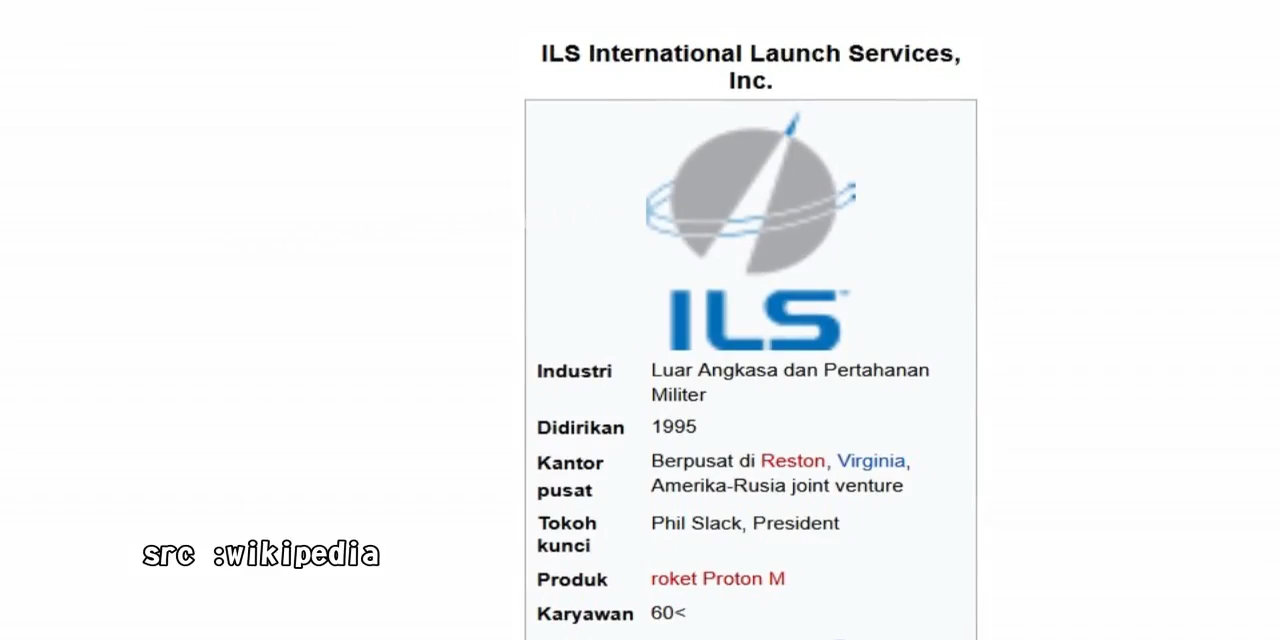 ILS International Launch Services,
Inc.
ILS
Industri Luar Angkasa dan Pertahanan
Militer
Didirikan 1995
Kantor Berpusat di Reston, Virginia,
pusat Amerika-Rusia joint venture
Tokoh Phil Slack, President
kunci
src :wikipedia
Produk roket Proton M
Karyawan 60<